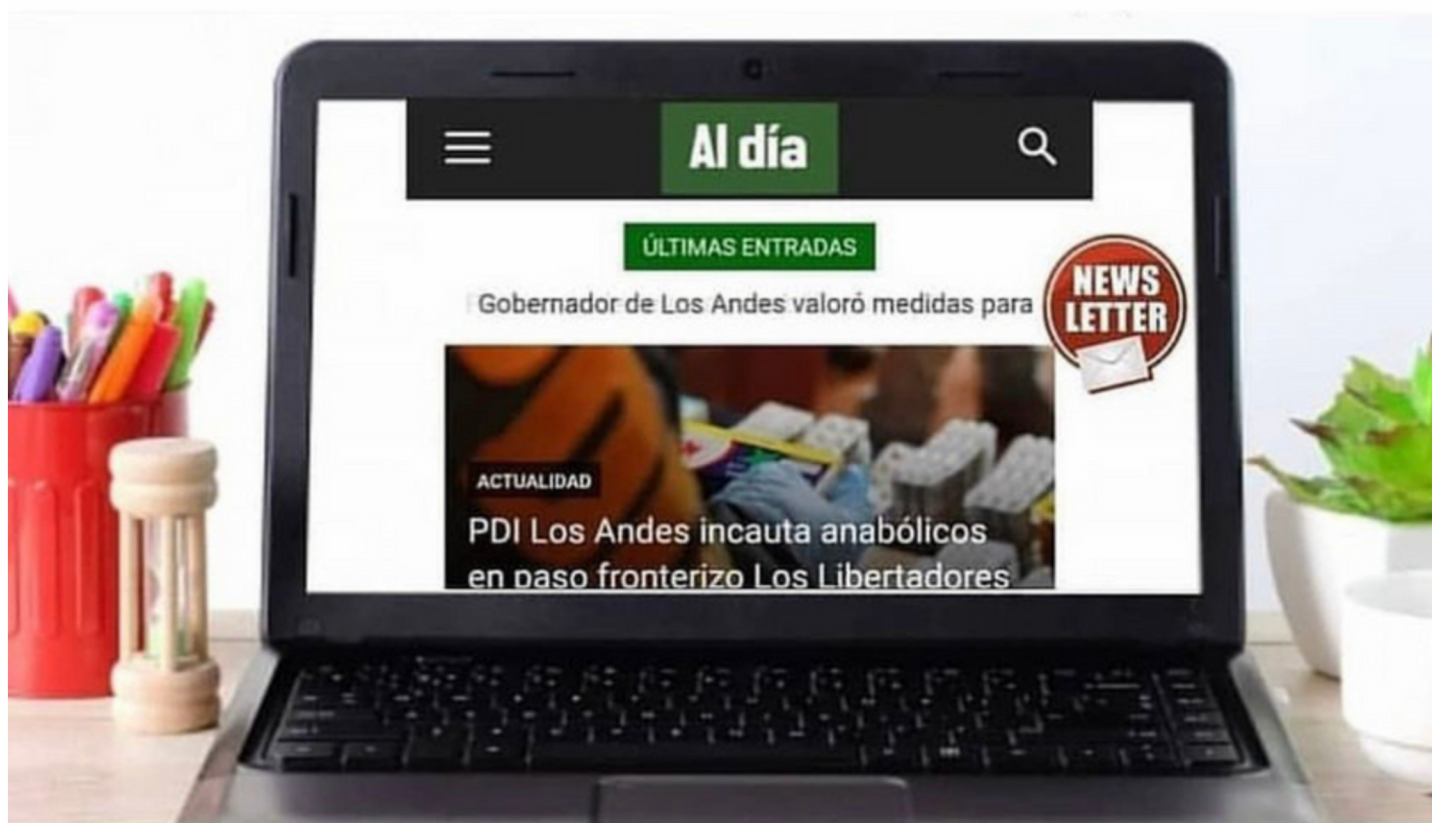 Al día
ÚLTIMAS ENTRADAS
Gobernador de Los Andes valoró medidas para
NEWS
LETTER
ACTUALIDAD
PDI Los Andes incauta anabólicos
en paso fronterizo Los Libertadores